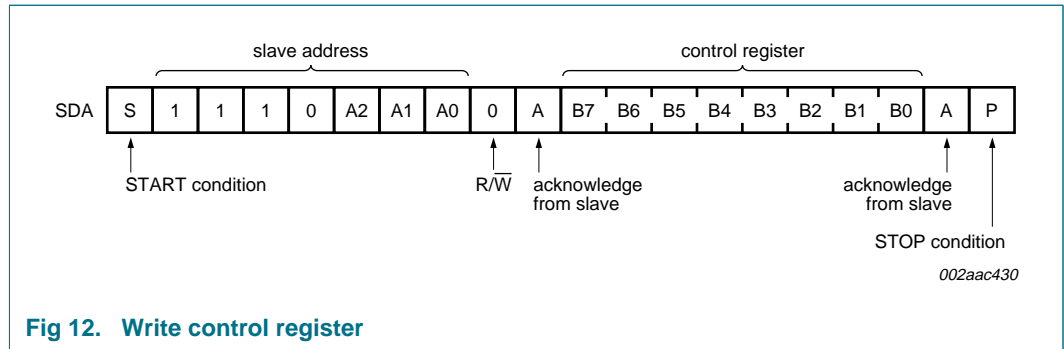 slave address control register
SDA S 1 1 1 0 A2 A1 A0 0 A B7 B6 B5 B4 B3 B2 B1 B0 A P
START condition R/W̅ acknowledge from slave acknowledge from slave
STOP condition
002aac430
Fig 12. Write control register